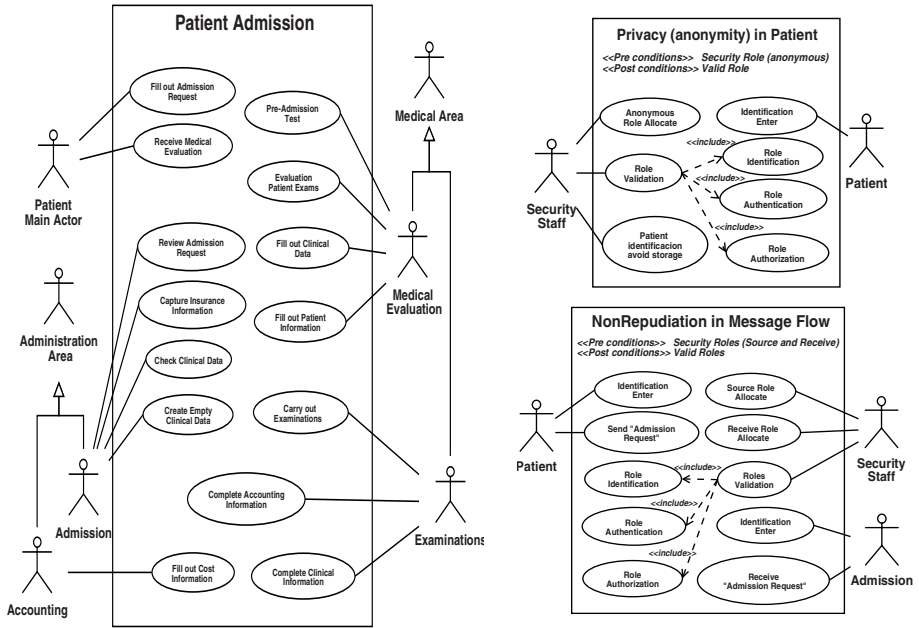 Patient Admission
Fill out Admission
Request
Receive Medical
Evaluation
Pre-Admission
Test
Evaluation
Patient Exams
Review Admission
Request
Fill out Clinical
Data
Capture Insurance
Information
Fill out Patient
Information
Check Clinical Data
Create Empty
Clinical Data
Carry out
Examinations
Complete Accounting
Information
Fill out Cost
Information
Complete Clinical
Information
Patient
Main Actor
Administration
Area
Admission
Accounting
Medical Area
Medical
Evaluation
Examinations
Privacy (anonymity) in Patient
<<Pre conditions>> Security Role (anonymous)
<<Post conditions>> Valid Role
Anonymous
Role Allocate
Identification
Enter
<<include>>
Role
Validation
Role
Identification
<<include>>
Role
Authentication
<<include>>
Patient
identificacion
avoid storage
Role
Authorization
Security
Staff
Patient
NonRepudiation in Message Flow
<<Pre conditions>> Security Roles (Source and Receive)
<<Post conditions>> Valid Roles
Identification
Enter
Source Role
Allocate
Send "Admission
Request"
Receive Role
Allocate
Role
Identification
<<include>>
Roles
Validation
<<include>>
Role
Authentication
Identification
Enter
<<include>>
Role
Authorization
Receive
"Admission Request"
Patient
Security
Staff
Admission